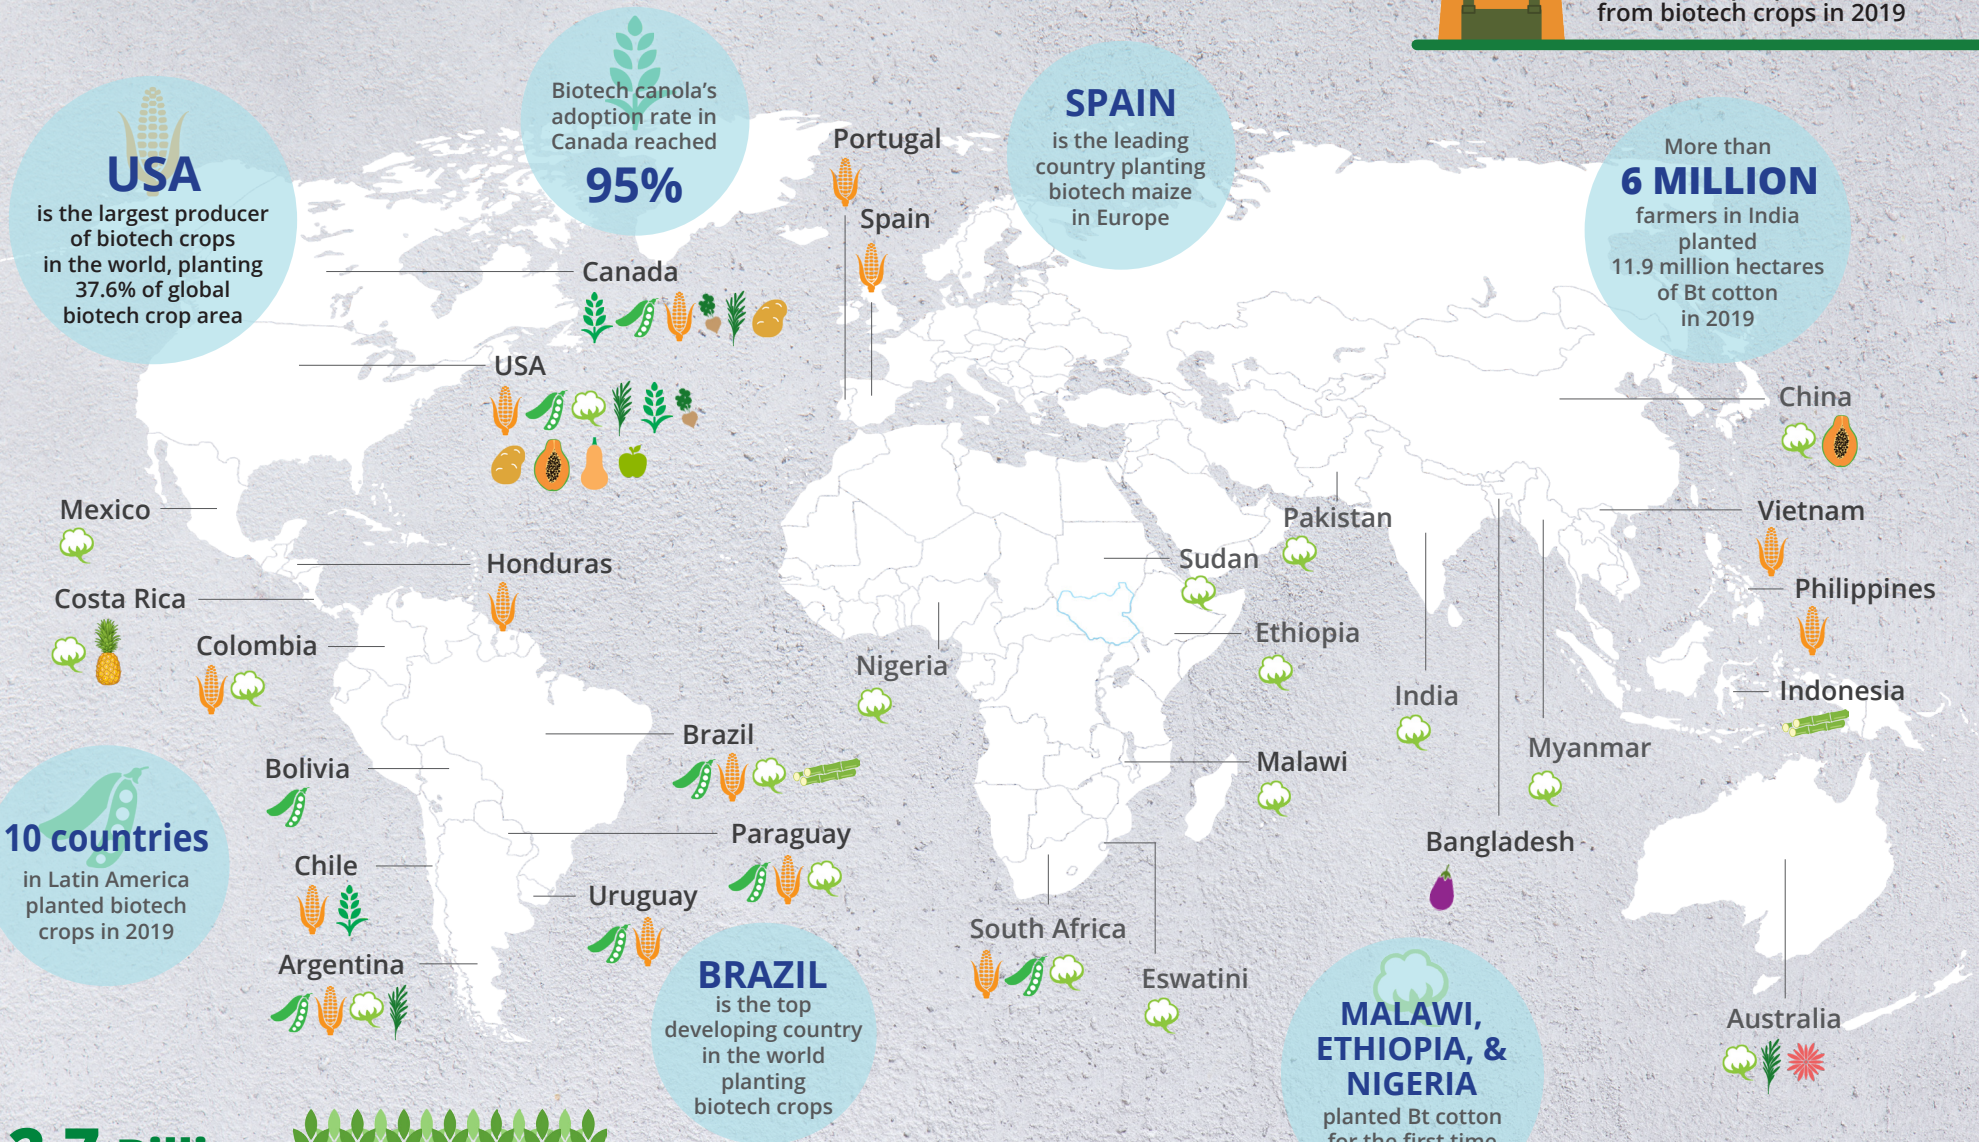 from biotech crops in 2019
USA
is the largest producer
of biotech crops
in the world, planting
37.6% of global
biotech crop area
Biotech canola's
adoption rate in
Canada reached
95%
Portugal
Spain
SPAIN
is the leading
country planting
biotech maize
in Europe
More than
6 MILLION
farmers in India
planted
11.9 million hectares
of Bt cotton
in 2019
Canada
USA
China
Mexico
Honduras
Costa Rica
Colombia
Pakistan
Vietnam
Sudan
Philippines
Ethiopia
Nigeria
India
Indonesia
Brazil
Myanmar
Malawi
Bolivia
10 countries
in Latin America
planted biotech
crops in 2019
Paraguay
Bangladesh
Chile
Uruguay
South Africa
Argentina
Eswatini
Australia
BRAZIL
is the top
developing country
in the world
planting
biotech crops
MALAWI,
ETHIOPIA, &
NIGERIA
planted Bt cotton
for the first time